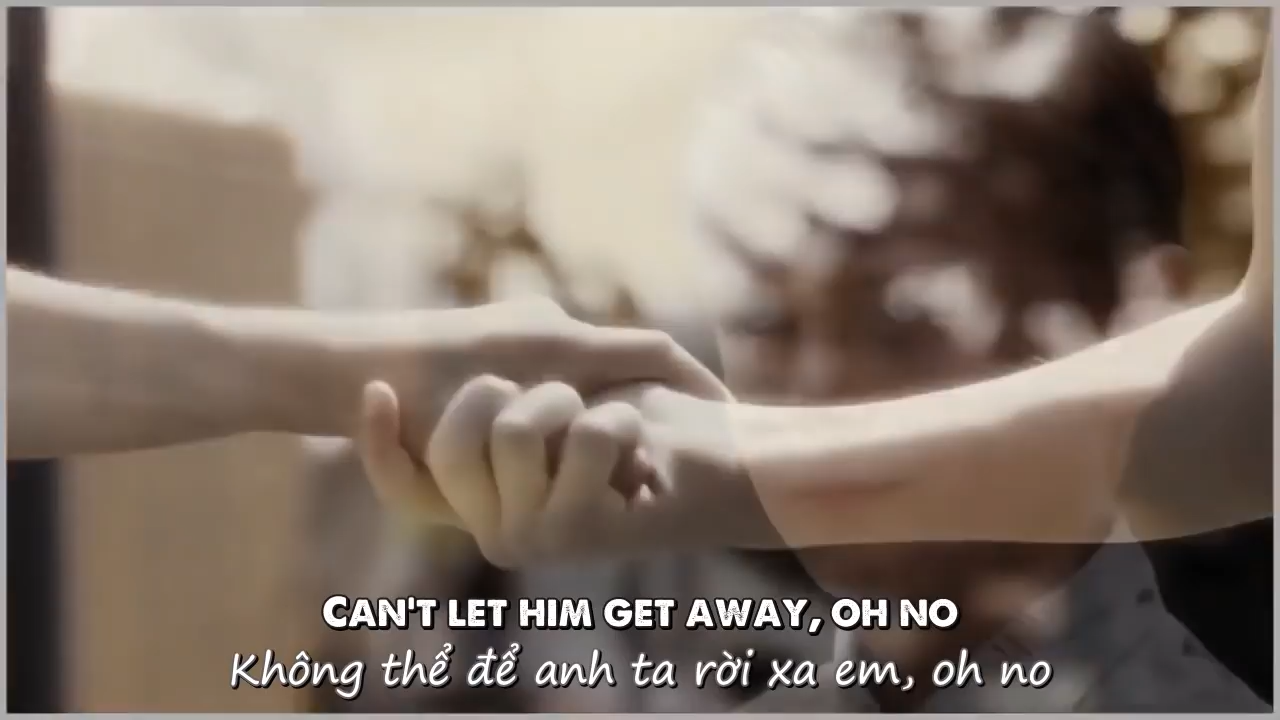 CAN'T LET HIM GET AWAY, OH NO
Không thể để anh ta rời xa em, oh no